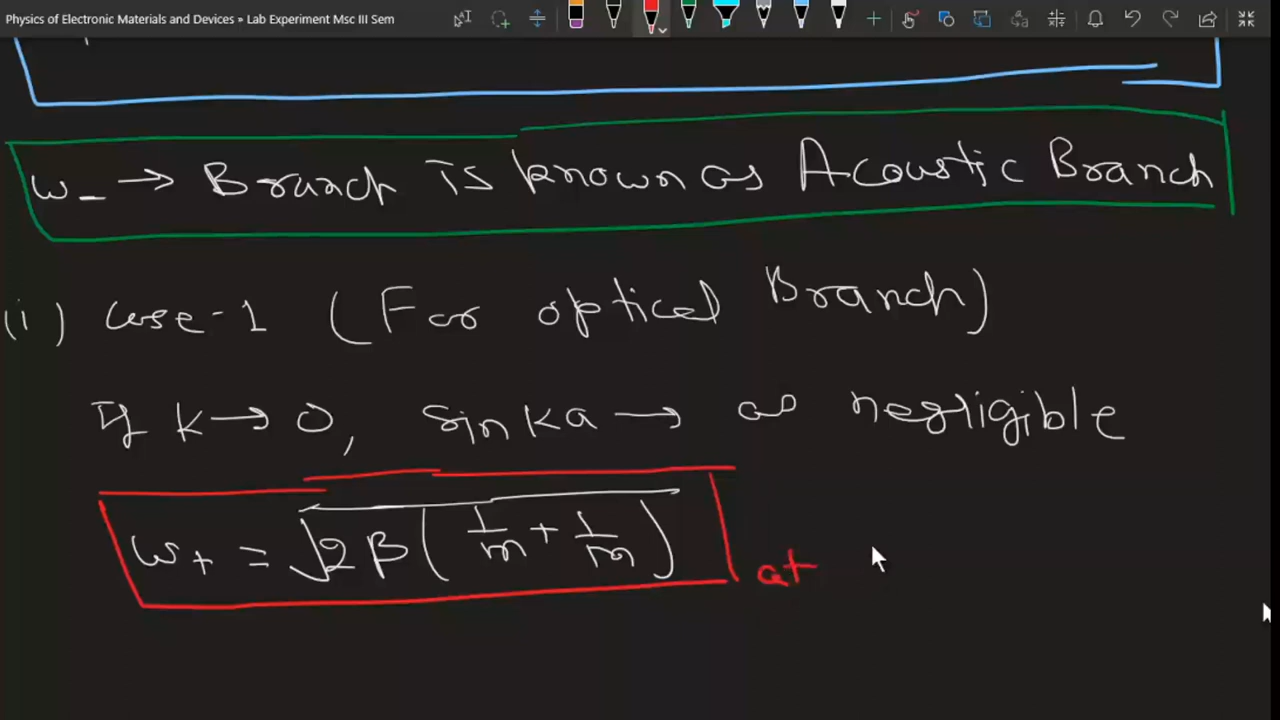 Physics of Electronic Materials and Devices » Lab Experiment Msc III Sem
ω₋ → Branch Is known as Acoustic Branch
(i) case-1 (For optical Branch)
If k → 0, sin ka → as negligible
ω₊ = √2β(1/m + 1/m) at